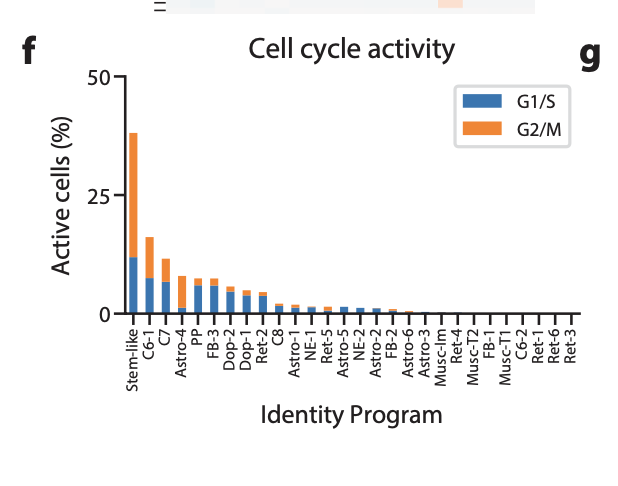 f
Cell cycle activity
g
50
25
0
Active cells (%)
G1/S
G2/M
Stem-like
C6-1
C7
Astro-4
PP
FB-3
Dop-2
Dop-1
Ret-2
C8
Astro-1
NE-1
Ret-5
Astro-5
NE-2
Astro-2
FB-2
Astro-6
Astro-3
Musc-Im
Ret-4
Musc-T2
FB-1
Musc-T1
C6-2
Ret-1
Ret-6
Ret-3
Identity Program